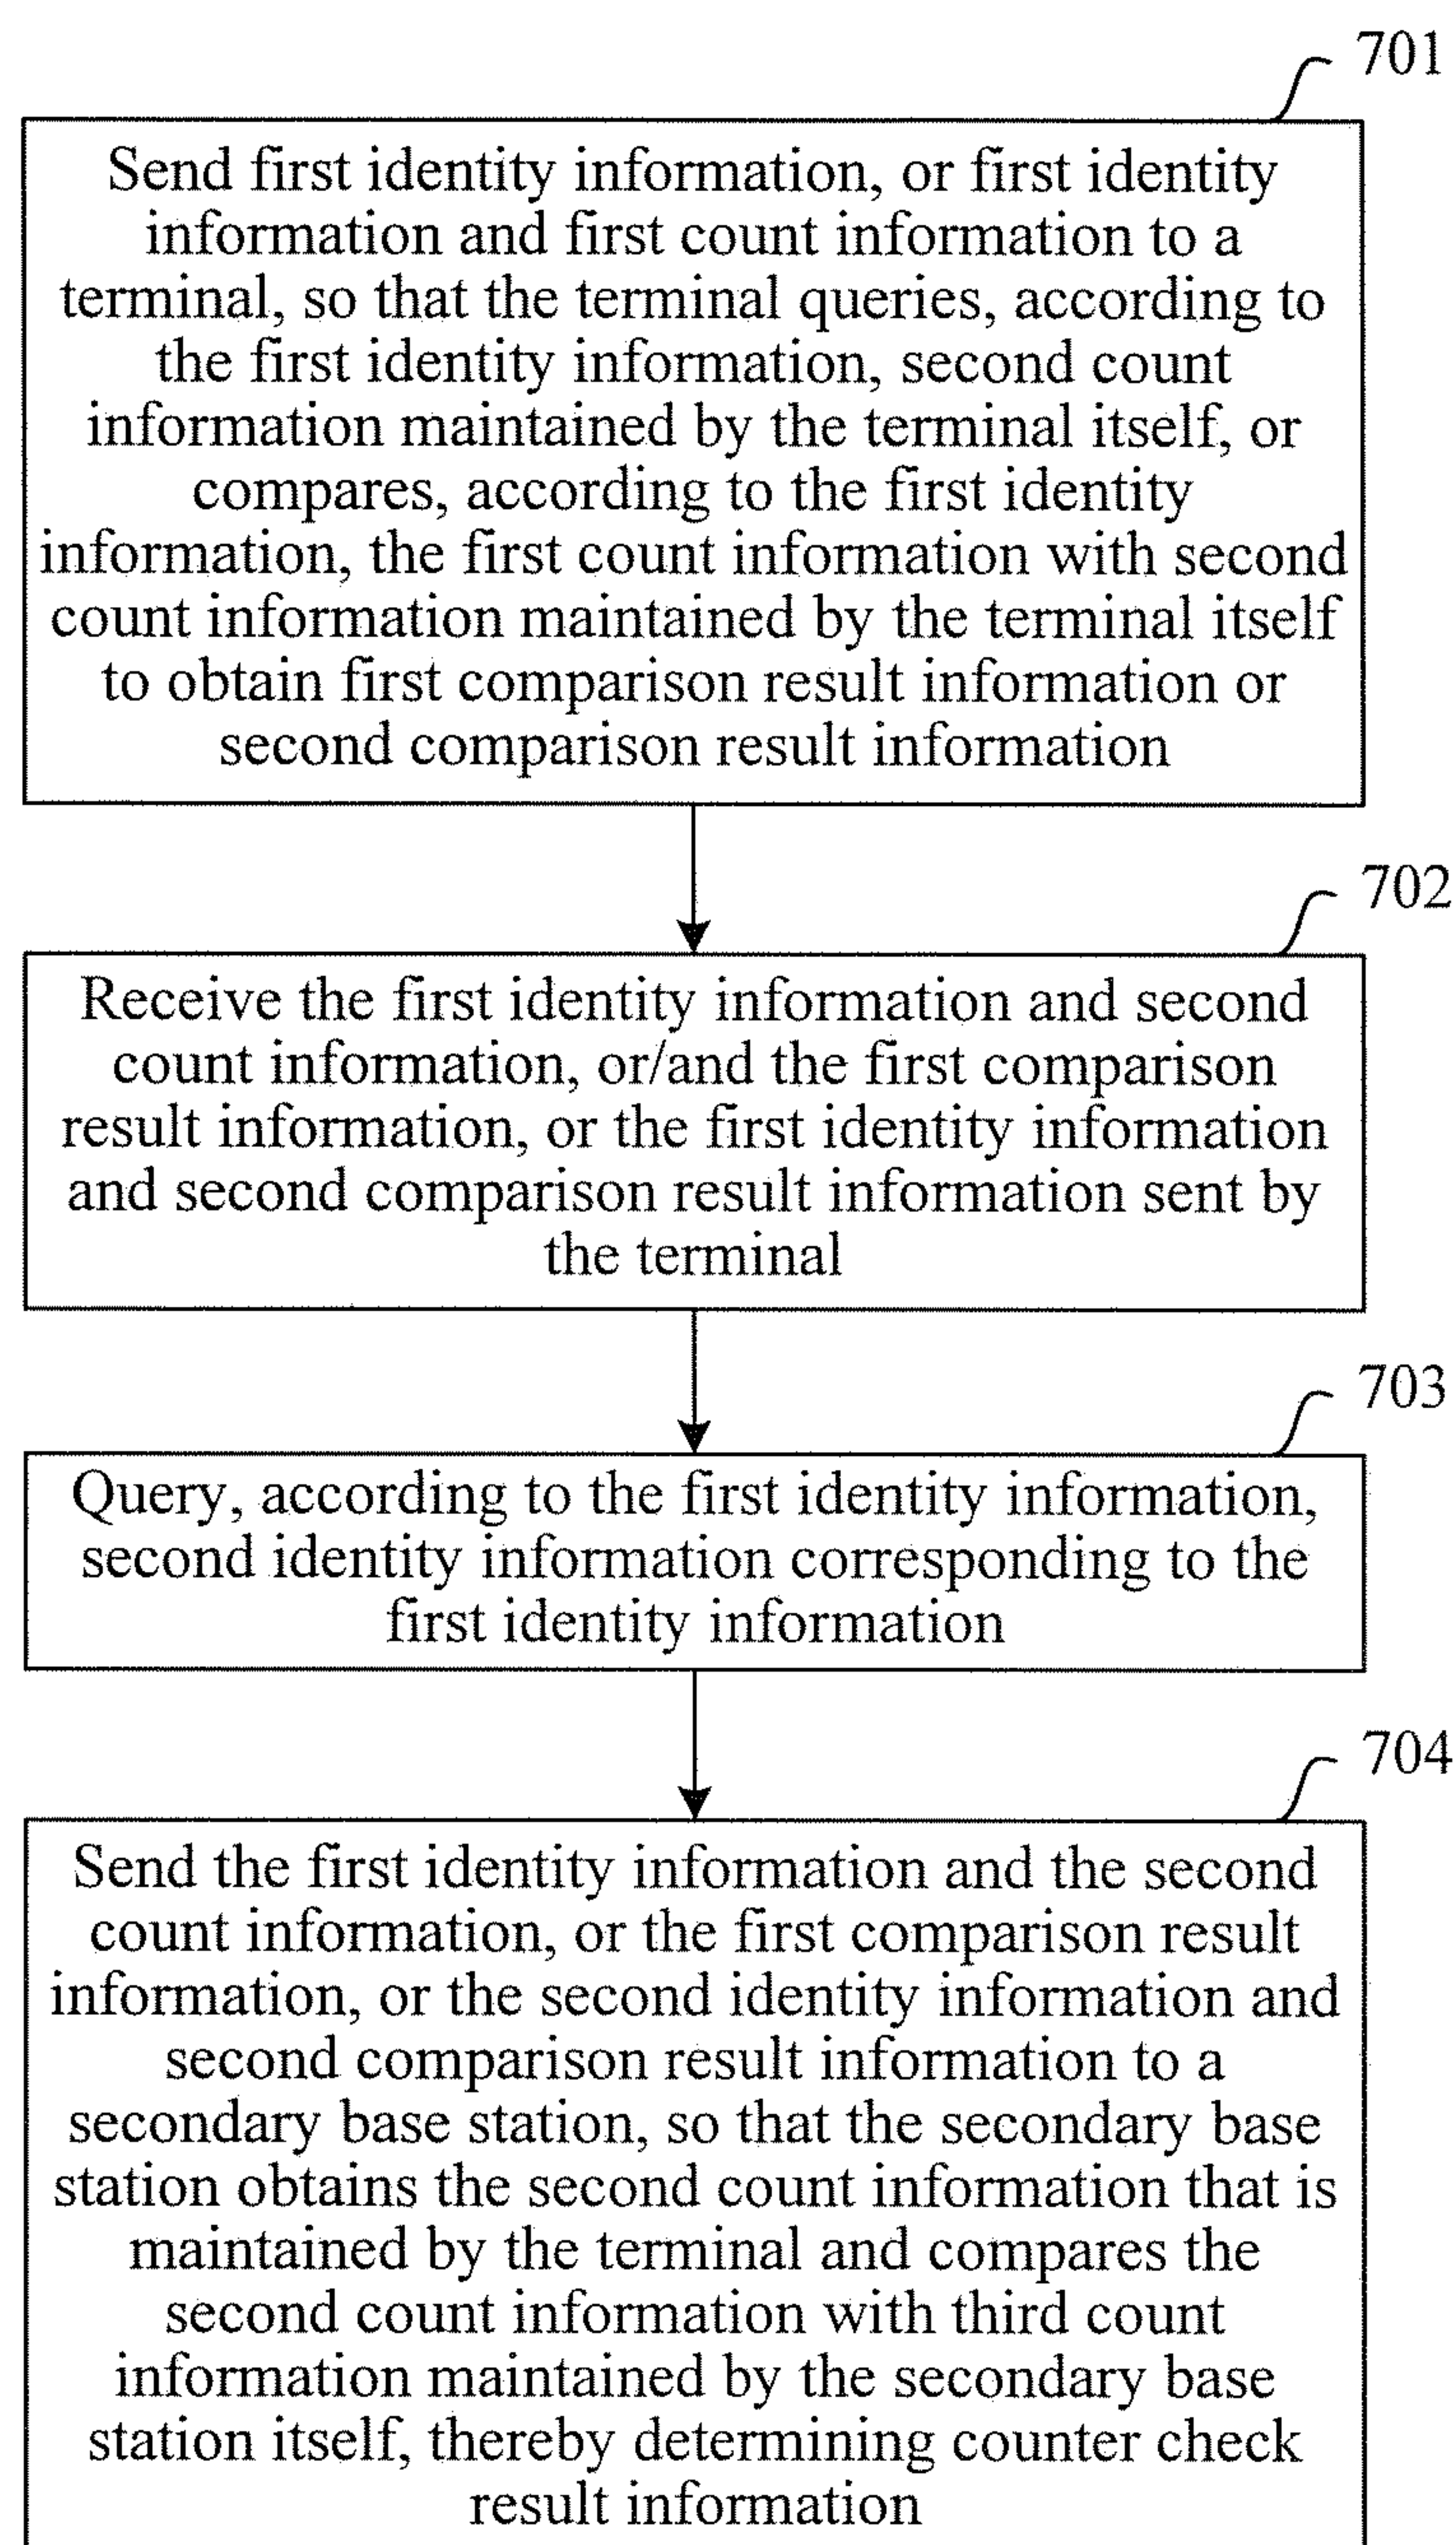 701
Send first identity information, or first identity
information and first count information to a
terminal, so that the terminal queries, according to
the first identity information, second count
information maintained by the terminal itself, or
compares, according to the first identity
information, the first count information with second
count information maintained by the terminal itself
to obtain first comparison result information or
second comparison result information
702
Receive the first identity information and second
count information, or/and the first comparison
result information, or the first identity information
and second comparison result information sent by
the terminal
703
Query, according to the first identity information,
second identity information corresponding to the
first identity information
704
Send the first identity information and the second
count information, or the first comparison result
information, or the second identity information and
second comparison result information to a
secondary base station, so that the secondary base
station obtains the second count information that is
maintained by the terminal and compares the
second count information with third count
information maintained by the secondary base
station itself, thereby determining counter check
result information